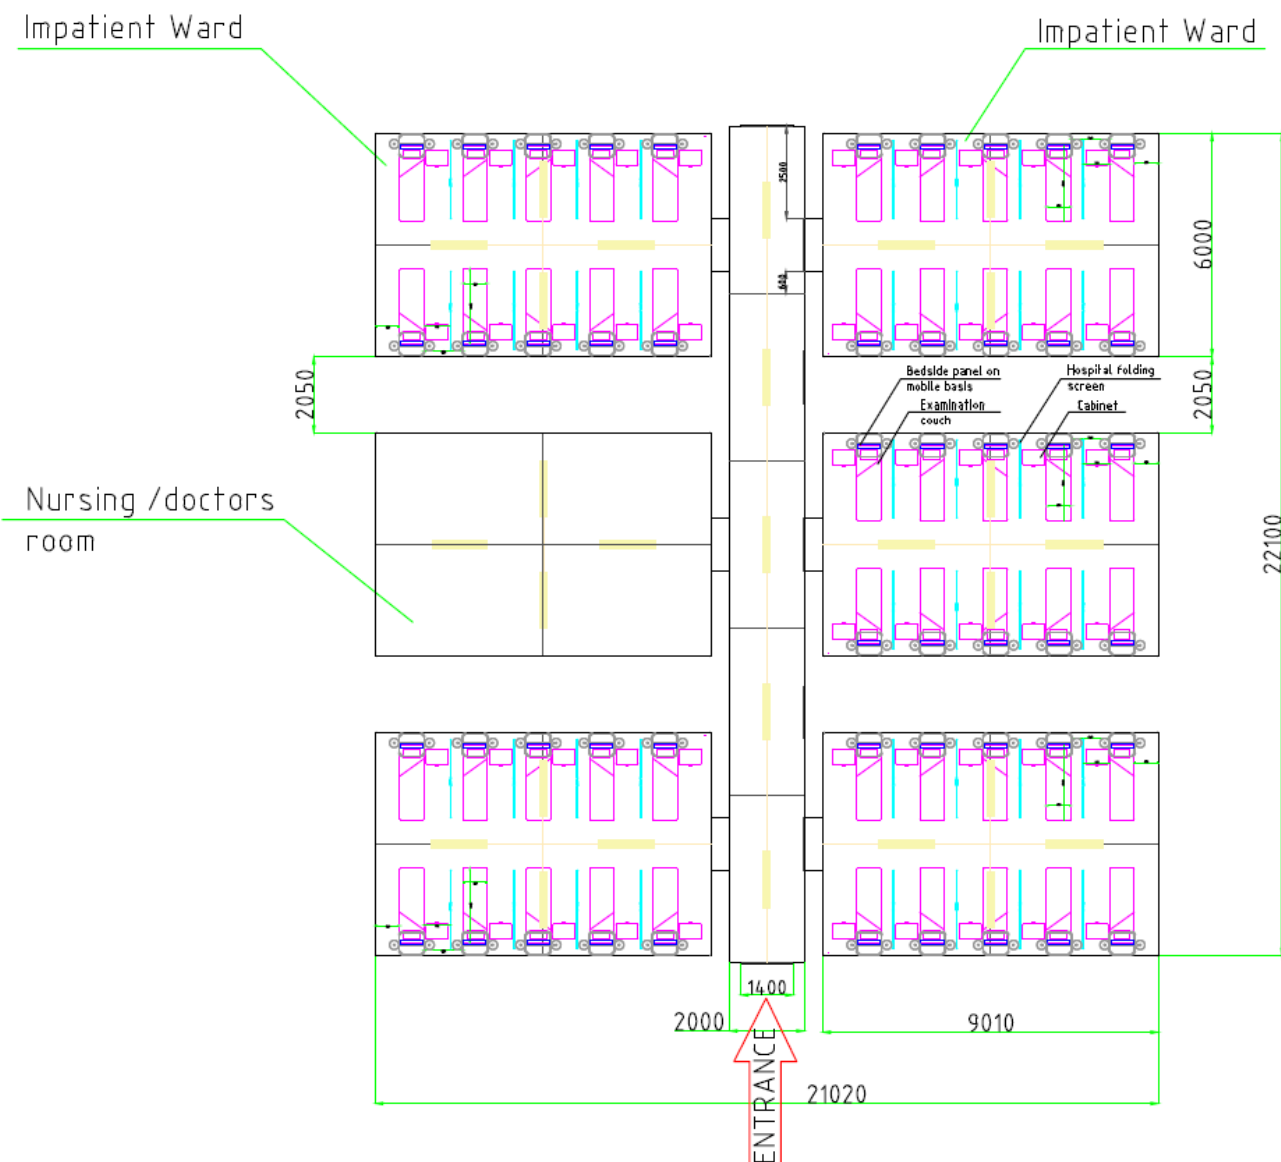 Impatient Ward
Impatient Ward
2500
600
6000
2050
2050
Bedside panel on
mobile basis
Examination
couch
Hospital folding
screen
Cabinet
Nursing /doctors
room
22100
1400
2000
9010
21020
ENTRANCE